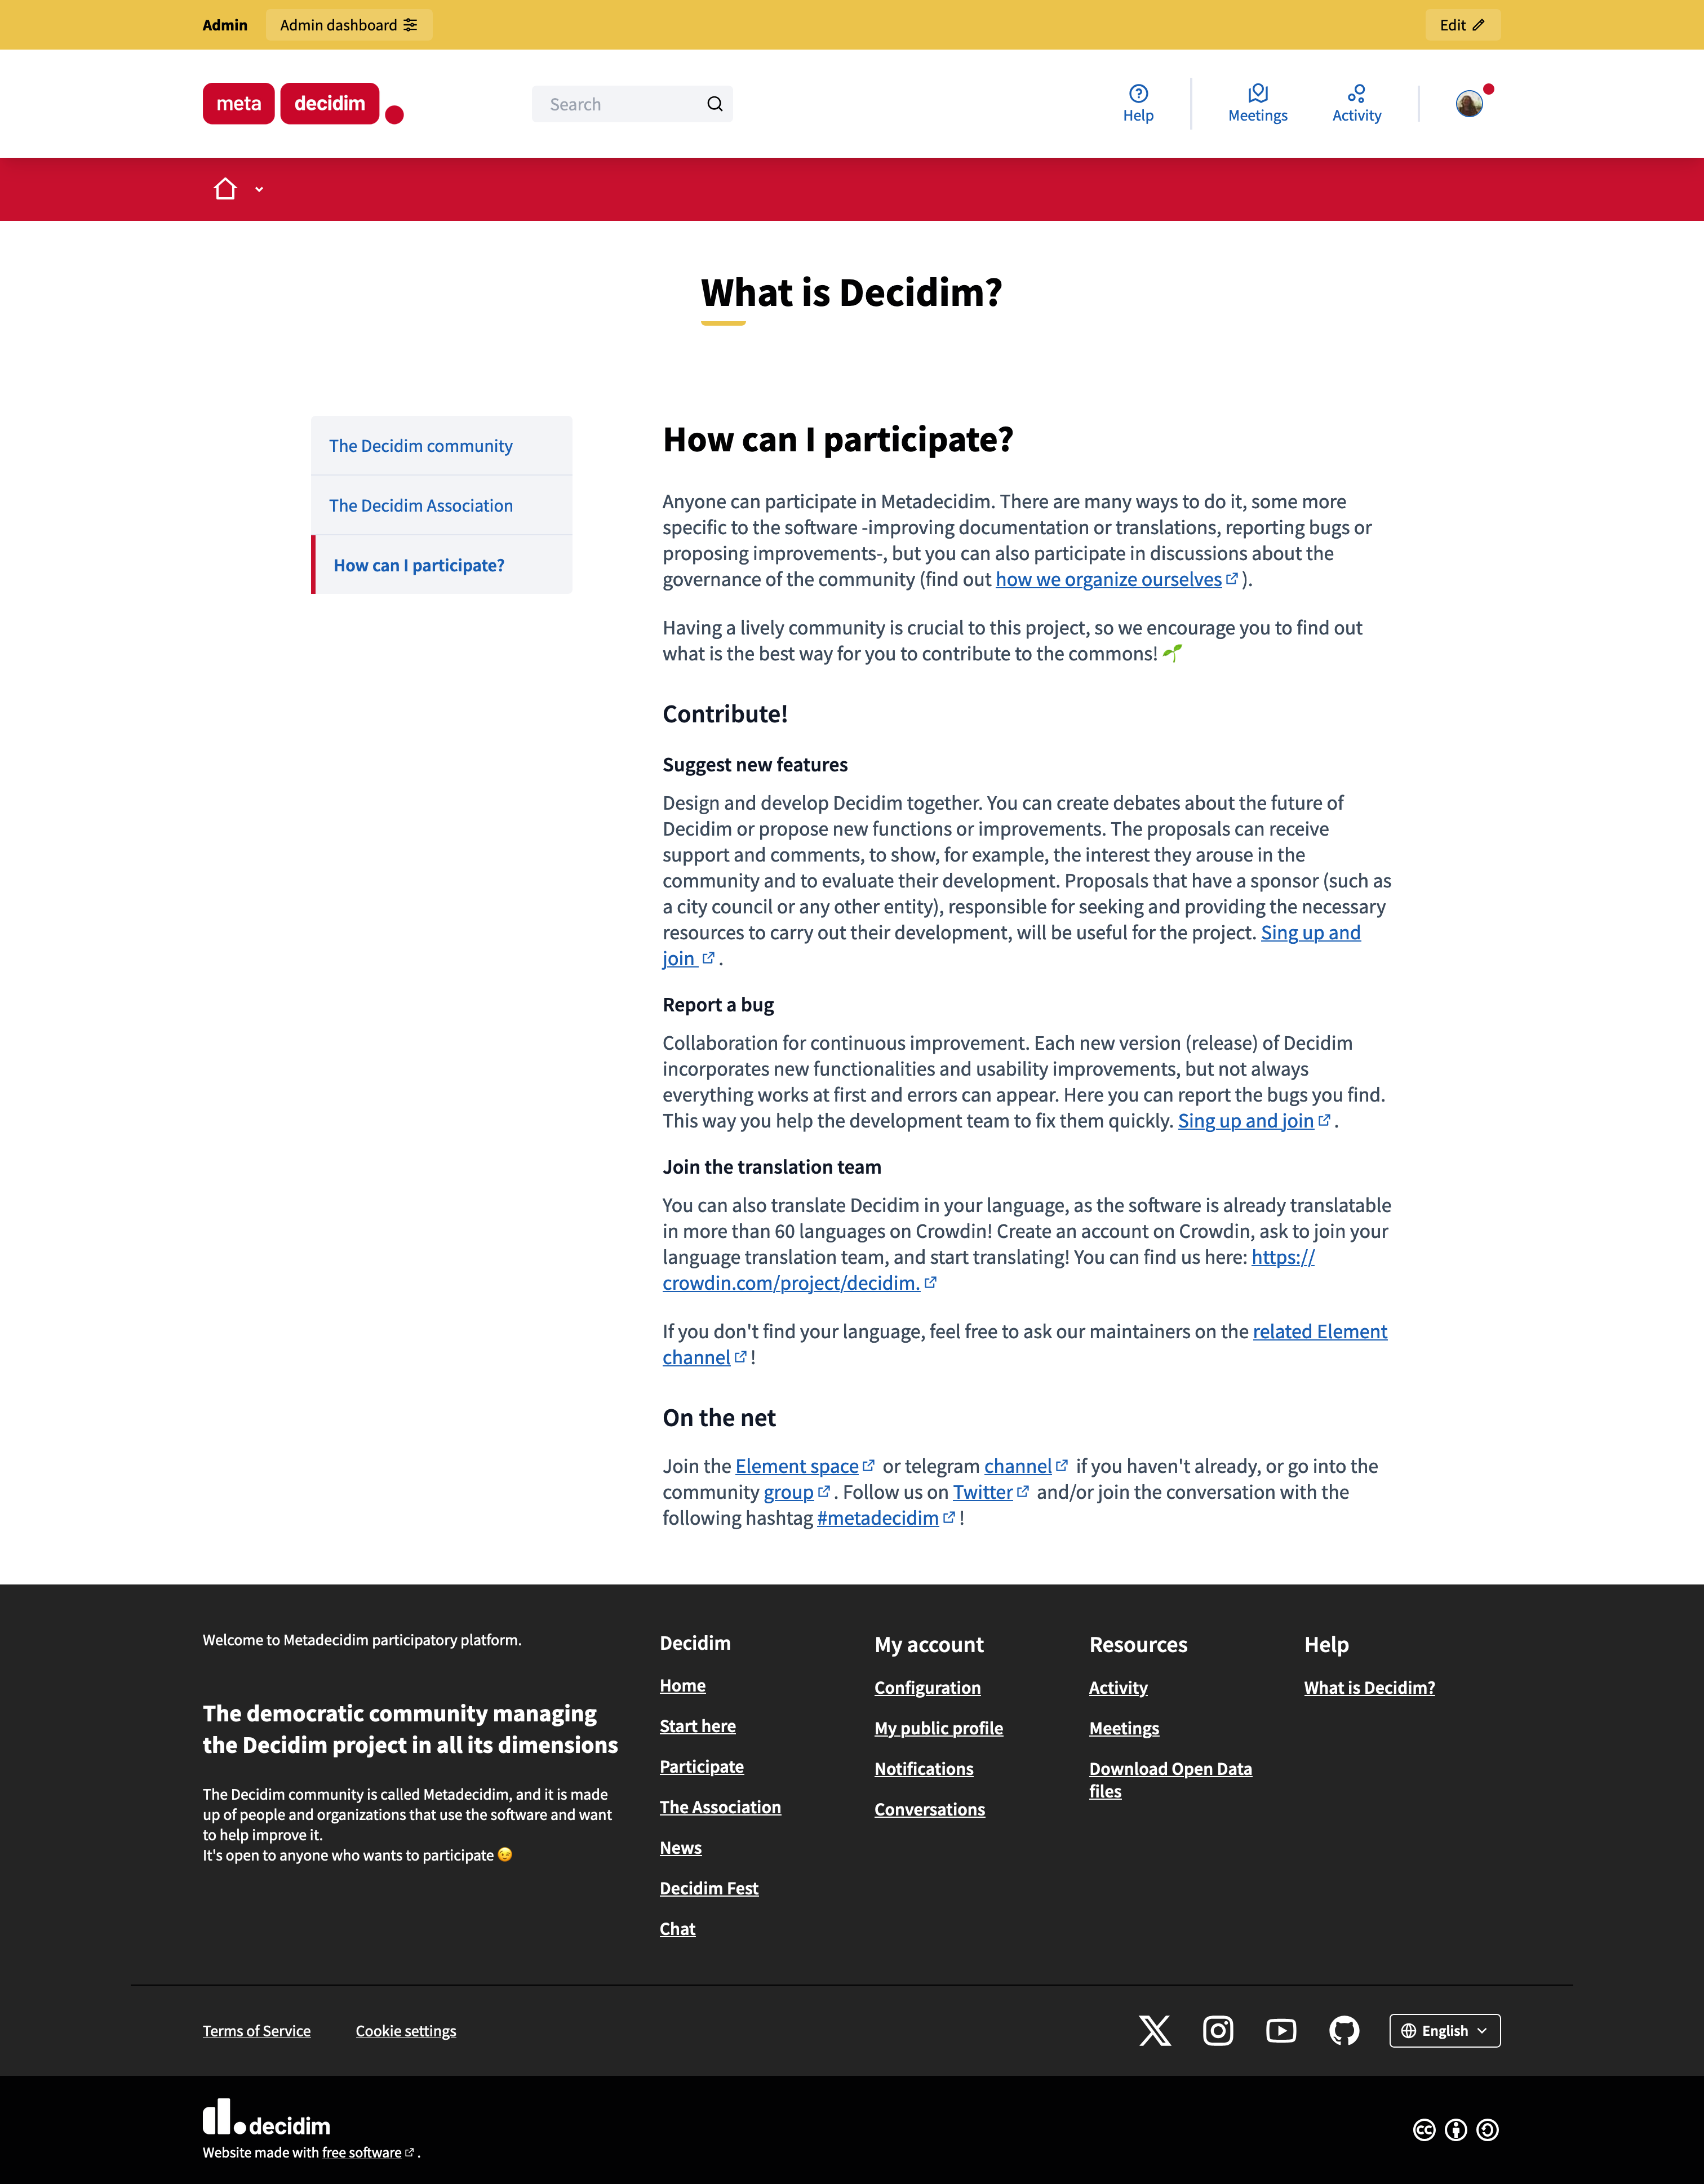 Admin
Admin dashboard
Edit
meta decidim
Search
Help
Meetings
Activity
What is Decidim?
The Decidim community
The Decidim Association
How can I participate?
How can I participate?
Anyone can participate in Metadecidim. There are many ways to do it, some more
specific to the software -improving documentation or translations, reporting bugs or
proposing improvements-, but you can also participate in discussions about the
governance of the community (find out how we organize ourselves ).
Having a lively community is crucial to this project, so we encourage you to find out
what is the best way for you to contribute to the commons! 🌱
Contribute!
Suggest new features
Design and develop Decidim together. You can create debates about the future of
Decidim or propose new functions or improvements. The proposals can receive
support and comments, to show, for example, the interest they arouse in the
community and to evaluate their development. Proposals that have a sponsor (such as
a city council or any other entity), responsible for seeking and providing the necessary
resources to carry out their development, will be useful for the project. Sing up and
join .
Report a bug
Collaboration for continuous improvement. Each new version (release) of Decidim
incorporates new functionalities and usability improvements, but not always
everything works at first and errors can appear. Here you can report the bugs you find.
This way you help the development team to fix them quickly. Sing up and join .
Join the translation team
You can also translate Decidim in your language, as the software is already translatable
in more than 60 languages on Crowdin! Create an account on Crowdin, ask to join your
language translation team, and start translating! You can find us here: https://
crowdin.com/project/decidim.
If you don't find your language, feel free to ask our maintainers on the related Element
channel !
On the net
Join the Element space or telegram channel if you haven't already, or go into the
community group . Follow us on Twitter and/or join the conversation with the
following hashtag #metadecidim !
Welcome to Metadecidim participatory platform.
The democratic community managing
the Decidim project in all its dimensions
The Decidim community is called Metadecidim, and it is made
up of people and organizations that use the software and want
to help improve it.
It's open to anyone who wants to participate 😉
Decidim
Home
Start here
Participate
The Association
News
Decidim Fest
Chat
My account
Configuration
My public profile
Notifications
Conversations
Resources
Activity
Meetings
Download Open Data
files
Help
What is Decidim?
Terms of Service
Cookie settings
English
decidim
Website made with free software .